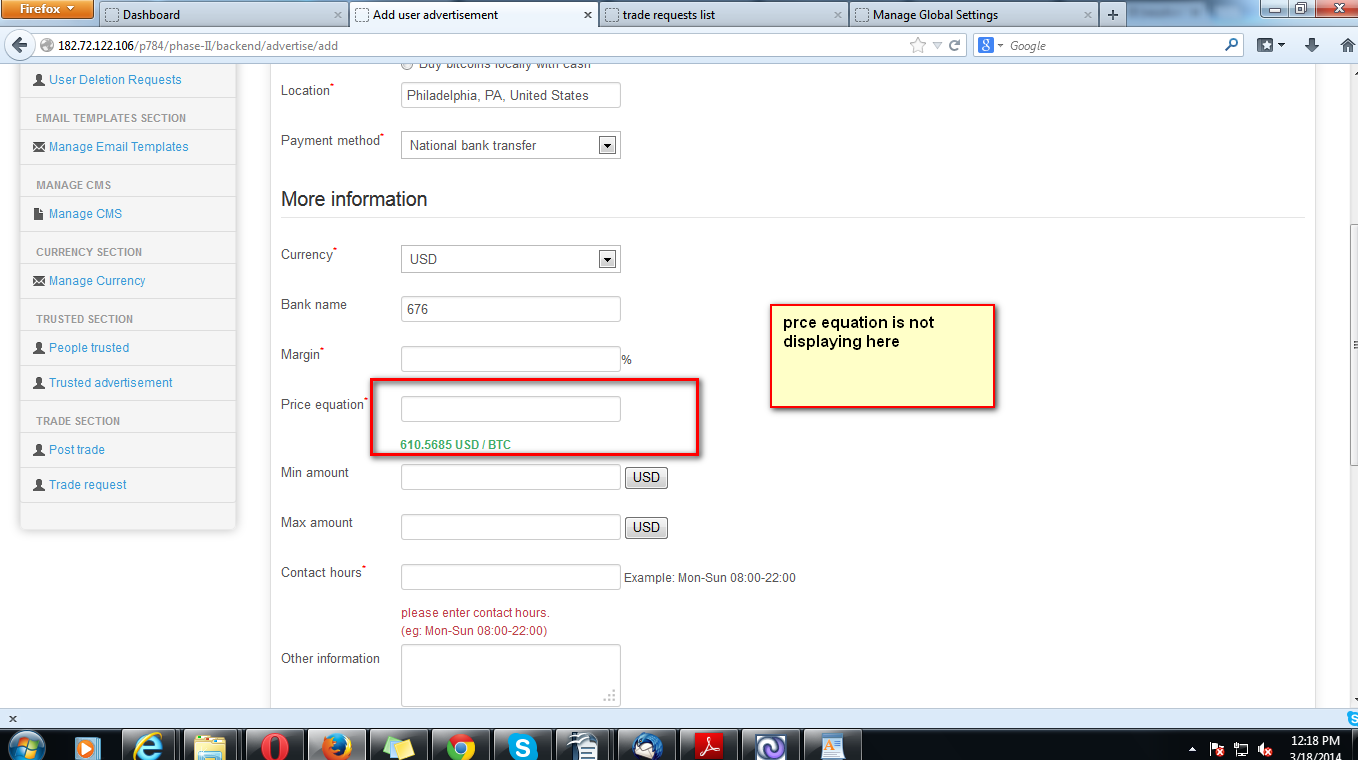 Firefox
Dashboard
Add user advertisement
trade requests list
Manage Global Settings
182.72.122.106/p784/phase-II/backend/advertise/add
Google
User Deletion Requests
EMAIL TEMPLATES SECTION
Manage Email Templates
MANAGE CMS
Manage CMS
CURRENCY SECTION
Manage Currency
TRUSTED SECTION
People trusted
Trusted advertisement
TRADE SECTION
Post trade
Trade request
Buy bitcoins locally with cash
Location*
Philadelphia, PA, United States
Payment method*
National bank transfer
More information
Currency*
USD
Bank name
676
Margin*
%
Price equation*
610.5685 USD / BTC
Min amount
USD
Max amount
USD
Contact hours*
Example: Mon-Sun 08:00-22:00
please enter contact hours.
(eg: Mon-Sun 08:00-22:00)
Other information
prce equation is not
displaying here
12:18 PM
3/18/2014